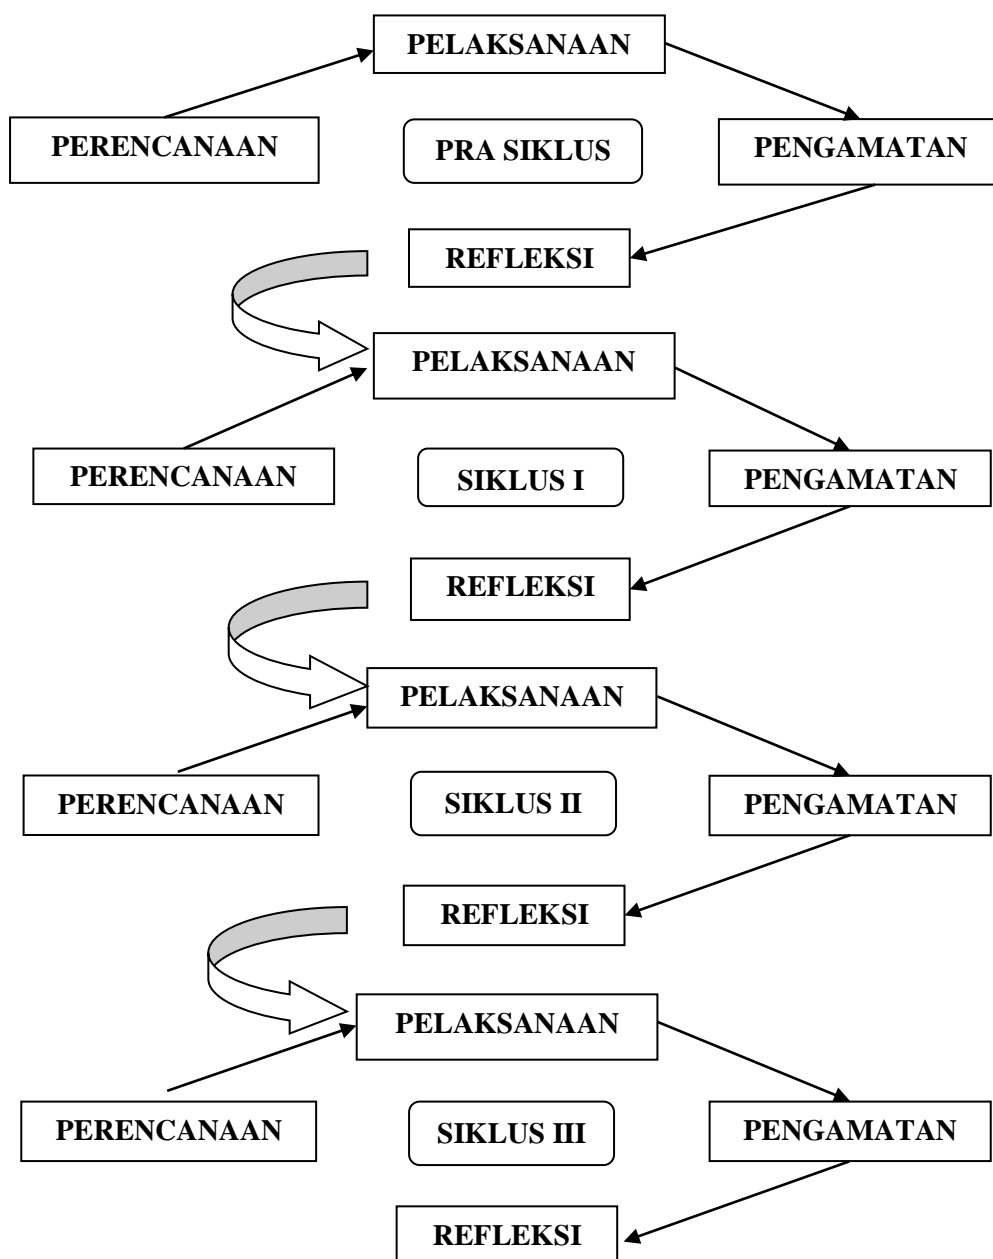 PELAKSANAAN
PERENCANAAN
PRA SIKLUS
PENGAMATAN
REFLEKSI
PELAKSANAAN
PERENCANAAN
SIKLUS I
PENGAMATAN
REFLEKSI
PELAKSANAAN
PERENCANAAN
SIKLUS II
PENGAMATAN
REFLEKSI
PELAKSANAAN
PERENCANAAN
SIKLUS III
PENGAMATAN
REFLEKSI